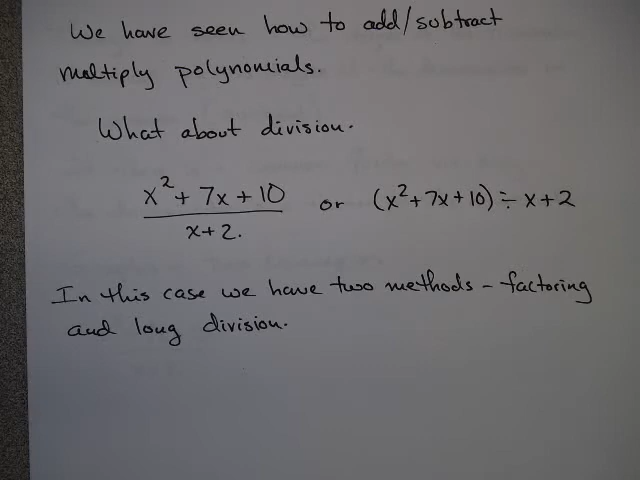 We have seen how to add/subtract
multiply polynomials.
What about division.
x² + 7x + 10 / x + 2. or (x² + 7x + 10) ÷ x + 2
In this case we have two methods - factoring
and long division.